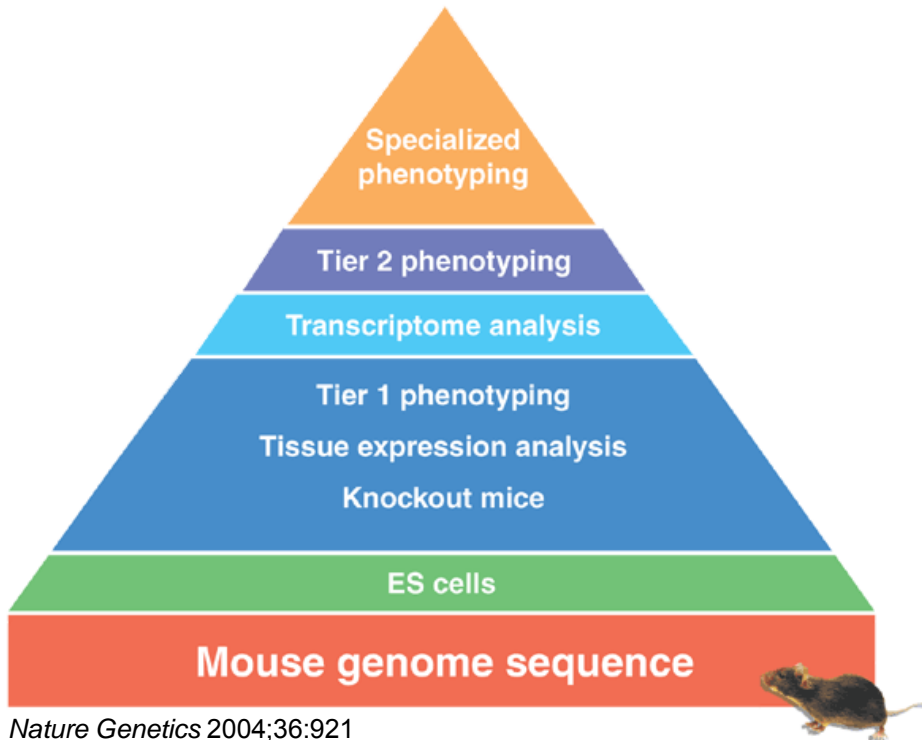 Specialized
phenotyping
Tier 2 phenotyping
Transcriptome analysis
Tier 1 phenotyping
Tissue expression analysis
Knockout mice
ES cells
Mouse genome sequence
Nature Genetics 2004;36:921